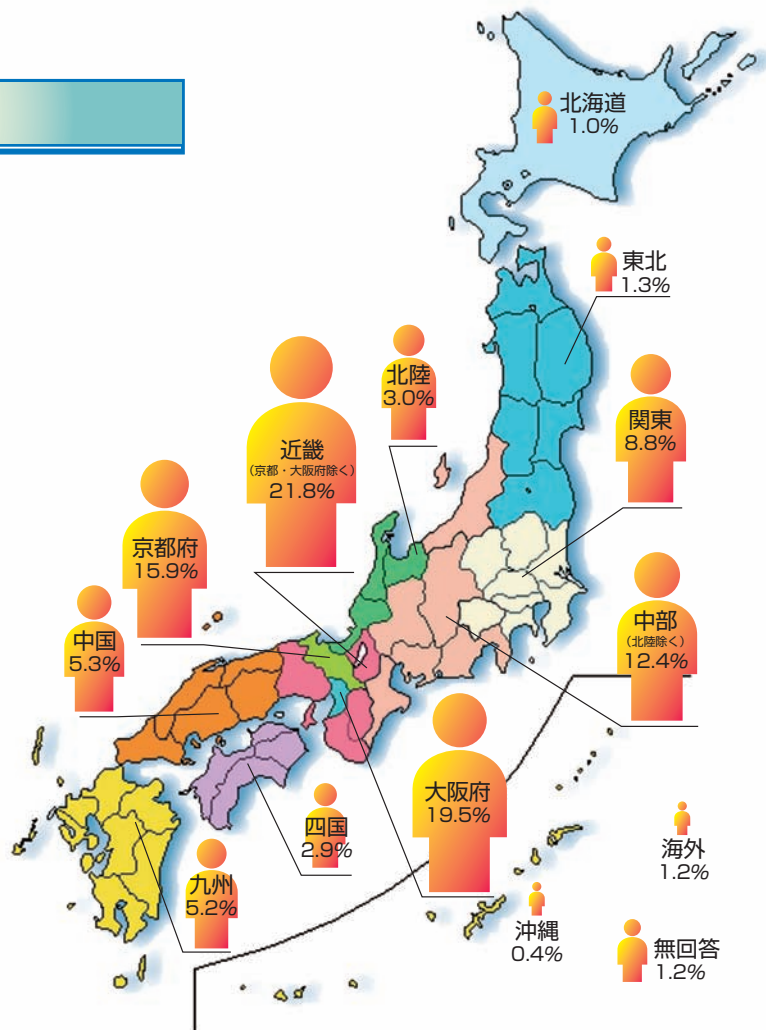 北海道
1.0%
東北
1.3%
北陸
3.0%
関東
8.8%
近畿
(京都・大阪府除く)
21.8%
京都府
15.9%
中国
5.3%
中部
(北陸除く)
12.4%
大阪府
19.5%
四国
2.9%
九州
5.2%
海外
1.2%
沖縄
0.4%
無回答
1.2%